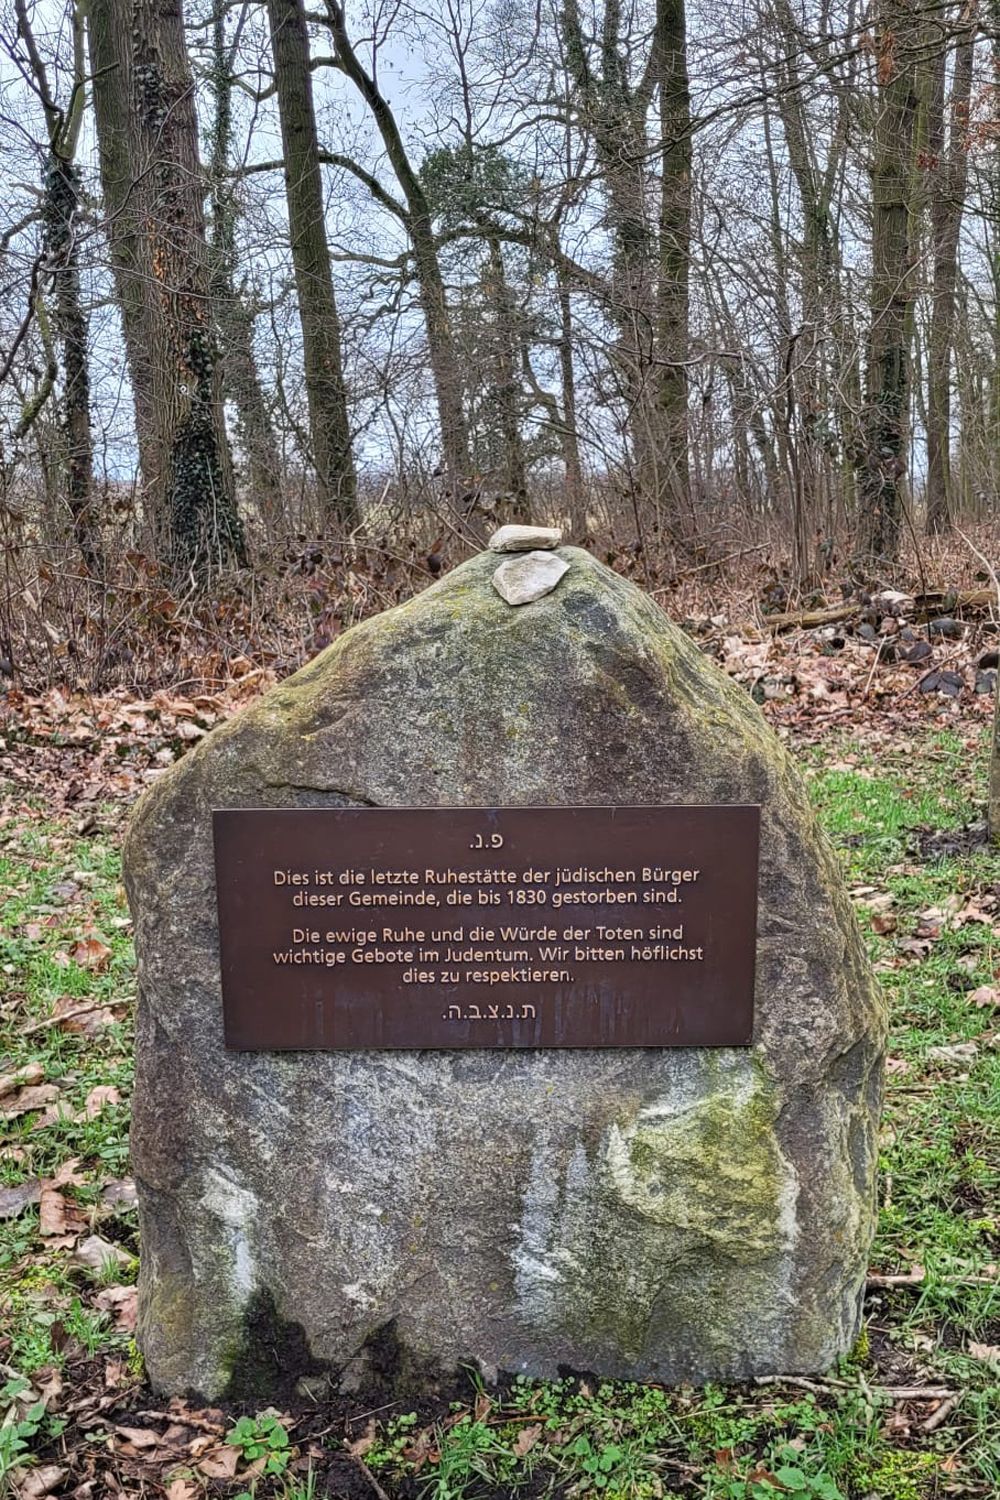 פ.נ.
Dies ist die letzte Ruhestätte der jüdischen Bürger
dieser Gemeinde, die bis 1830 gestorben sind.
Die ewige Ruhe und die Würde der Toten sind
wichtige Gebote im Judentum. Wir bitten höflichst
dies zu respektieren.
ת.נ.צ.ב.ה.